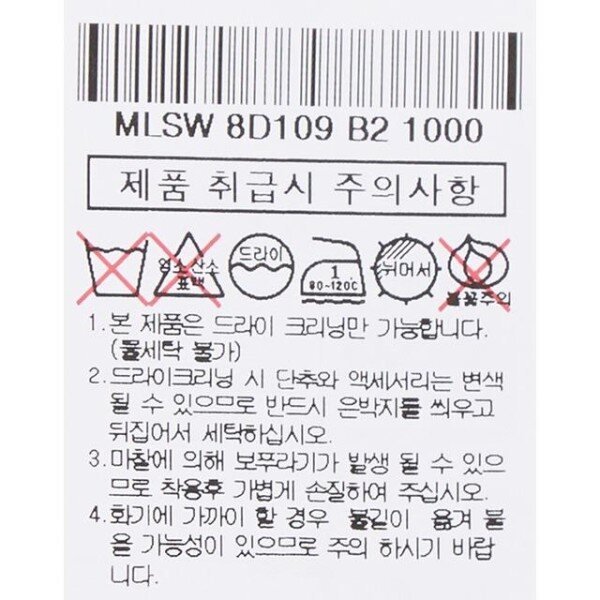 MLSW 8D109 B2 1000
제품 취급시 주의사항
염소산소
표백
드라이
1
80~120℃
뉘어서
불꽃주의
1.본 제품은 드라이 크리닝만 가능합니다.
(물세탁 불가)
2.드라이크리닝 시 단추와 액세서리는 변색
될 수 있으므로 반드시 은박지를 씌우고
뒤집어서 세탁하십시오.
3.마찰에 의해 보푸라기가 발생 될 수 있으
므로 착용후 가볍게 손질하여 주십시오.
4.화기에 가까이 할 경우 불길이 옮겨 붙
을 가능성이 있으므로 주의 하시기 바랍
니다.